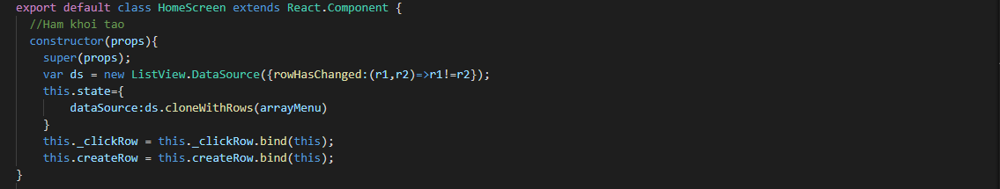 export default class HomeScreen extends React.Component {
//Ham khoi tao
constructor(props){
super(props);
var ds = new ListView.DataSource({rowHasChanged:(r1,r2)=>r1!=r2});
this.state={
dataSource:ds.cloneWithRows(arrayMenu)
}
this._clickRow = this._clickRow.bind(this);
this.createRow = this.createRow.bind(this);
}